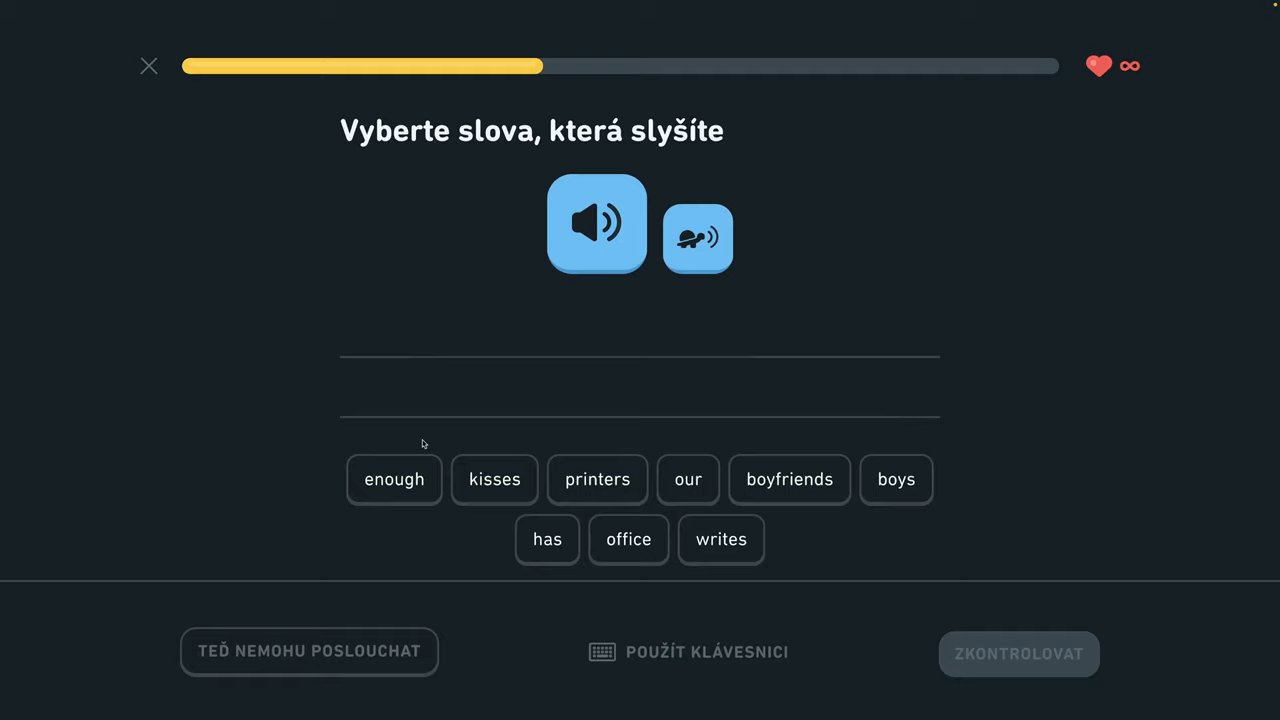 Vyberte slova, která slyšíte
enough kisses printers our boyfriends boys
has office writes
TEĎ NEMOHU POSLOUCHAT POUŽÍT KLÁVESNICI ZKONTROLOVAT